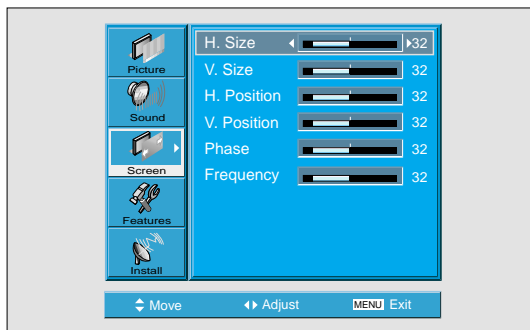 Picture
Sound
Screen
Features
Install
H. Size 32
V. Size 32
H. Position 32
V. Position 32
Phase 32
Frequency 32
Move Adjust MENU Exit